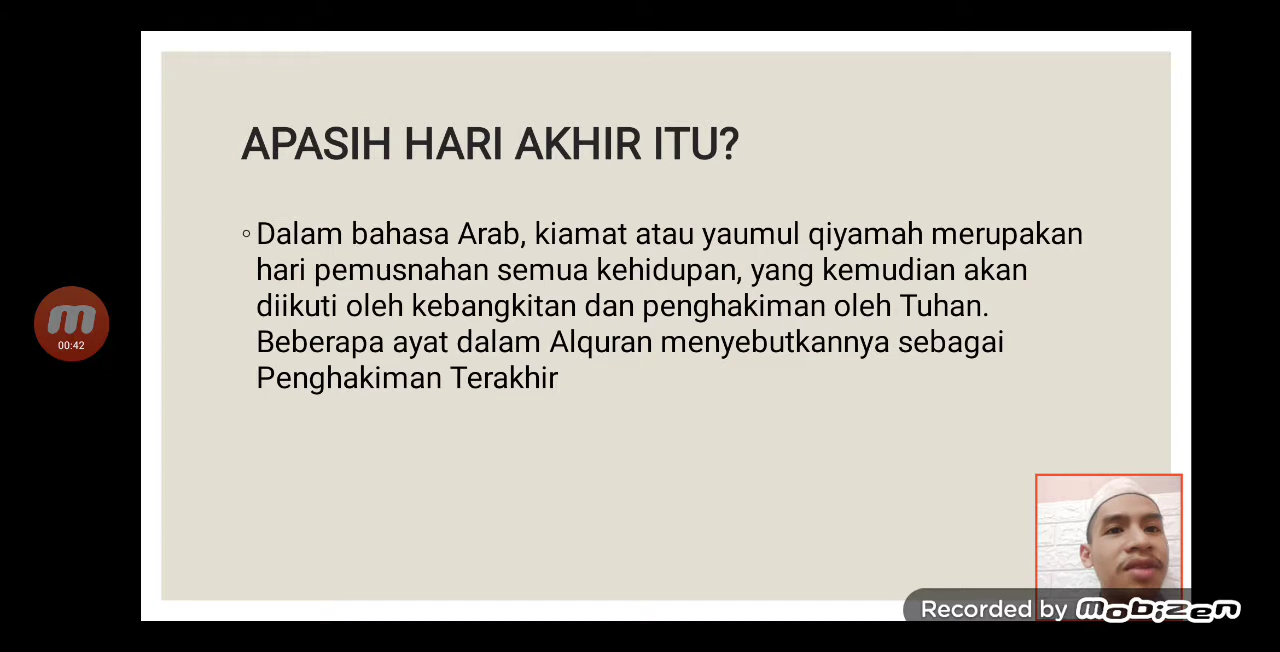 APASIH HARI AKHIR ITU?
◦Dalam bahasa Arab, kiamat atau yaumul qiyamah merupakan
hari pemusnahan semua kehidupan, yang kemudian akan
diikuti oleh kebangkitan dan penghakiman oleh Tuhan.
Beberapa ayat dalam Alquran menyebutkannya sebagai
Penghakiman Terakhir
m
00:42
Recorded by mobizen